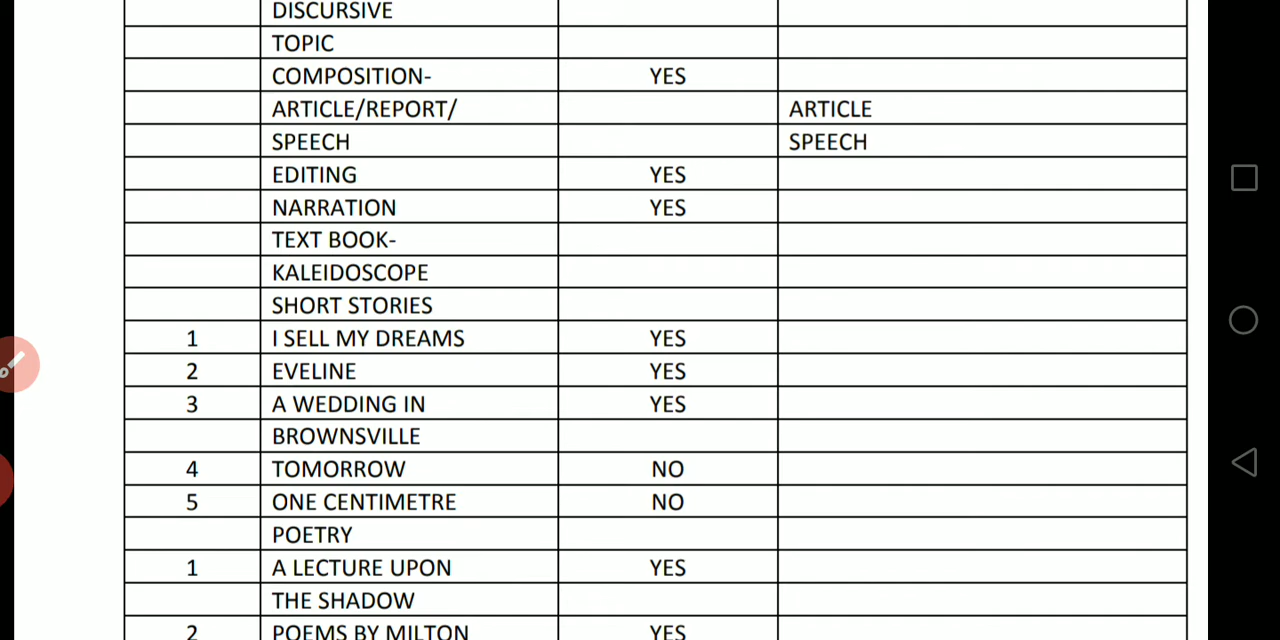 DISCURSIVE
TOPIC
COMPOSITION- YES
ARTICLE/REPORT/ ARTICLE
SPEECH SPEECH
EDITING YES
NARRATION YES
TEXT BOOK-
KALEIDOSCOPE
SHORT STORIES
1 I SELL MY DREAMS YES
2 EVELINE YES
3 A WEDDING IN YES
BROWNSVILLE
4 TOMORROW NO
5 ONE CENTIMETRE NO
POETRY
1 A LECTURE UPON YES
THE SHADOW
2 POEMS BY MILTON YES